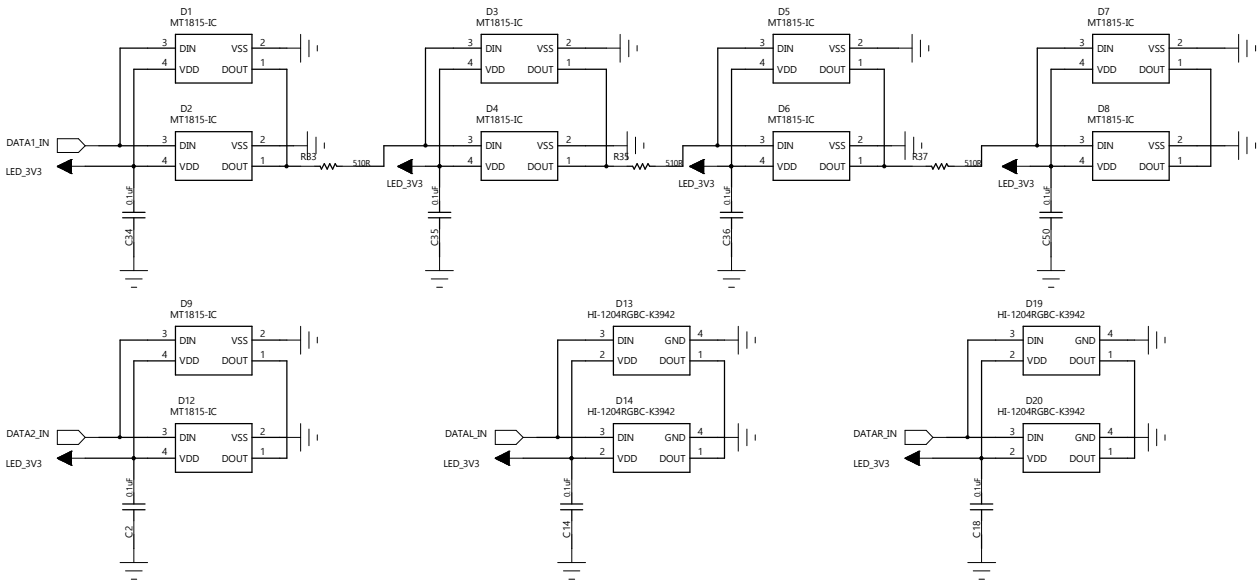 D1
MT1815-IC
3 DIN VSS 2
4 VDD DOUT 1
D2
MT1815-IC
DATA1_IN
3 DIN VSS 2
4 VDD DOUT 1
LED_3V3
R33
510R
0.1uF
C34
D3
MT1815-IC
3 DIN VSS 2
4 VDD DOUT 1
D4
MT1815-IC
3 DIN VSS 2
4 VDD DOUT 1
LED_3V3
R35
510R
0.1uF
C35
D5
MT1815-IC
3 DIN VSS 2
4 VDD DOUT 1
D6
MT1815-IC
3 DIN VSS 2
4 VDD DOUT 1
LED_3V3
R37
510R
0.1uF
C36
D7
MT1815-IC
3 DIN VSS 2
4 VDD DOUT 1
D8
MT1815-IC
3 DIN VSS 2
4 VDD DOUT 1
LED_3V3
0.1uF
C50
D9
MT1815-IC
3 DIN VSS 2
4 VDD DOUT 1
D12
MT1815-IC
DATA2_IN
3 DIN VSS 2
4 VDD DOUT 1
LED_3V3
0.1uF
C2
D13
HI-1204RGBC-K3942
3 DIN GND 4
2 VDD DOUT 1
D14
HI-1204RGBC-K3942
DATAL_IN
3 DIN GND 4
2 VDD DOUT 1
LED_3V3
0.1uF
C14
D19
HI-1204RGBC-K3942
3 DIN GND 4
2 VDD DOUT 1
D20
HI-1204RGBC-K3942
DATAR_IN
3 DIN GND 4
2 VDD DOUT 1
LED_3V3
0.1uF
C18